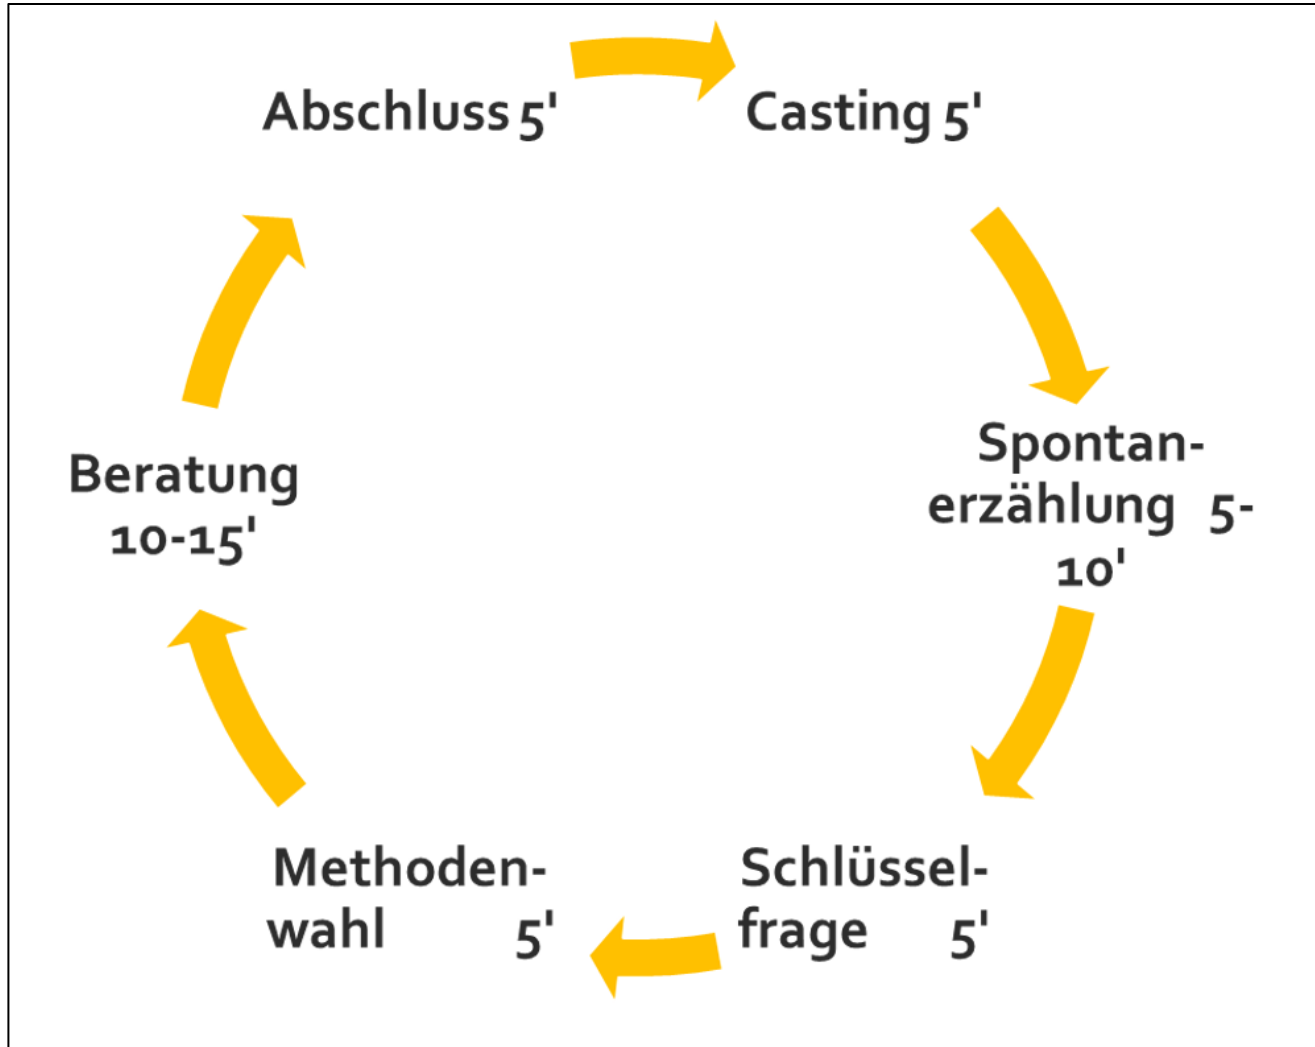 Abschluss 5'
Casting 5'
Spontan-
erzählung 5-
10'
Schlüssel-
frage 5'
Methoden-
wahl 5'
Beratung
10-15'